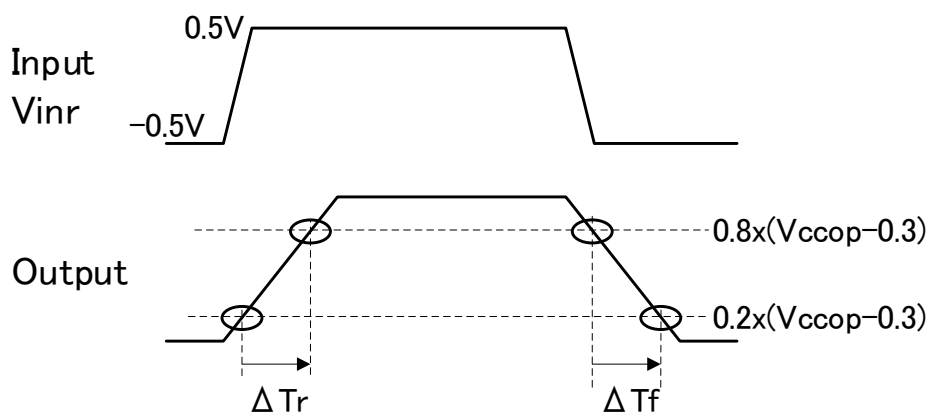 0.5V
Input
Vinr
-0.5V
0.8x(Vccop-0.3)
Output
0.2x(Vccop-0.3)
ΔTr
ΔTf